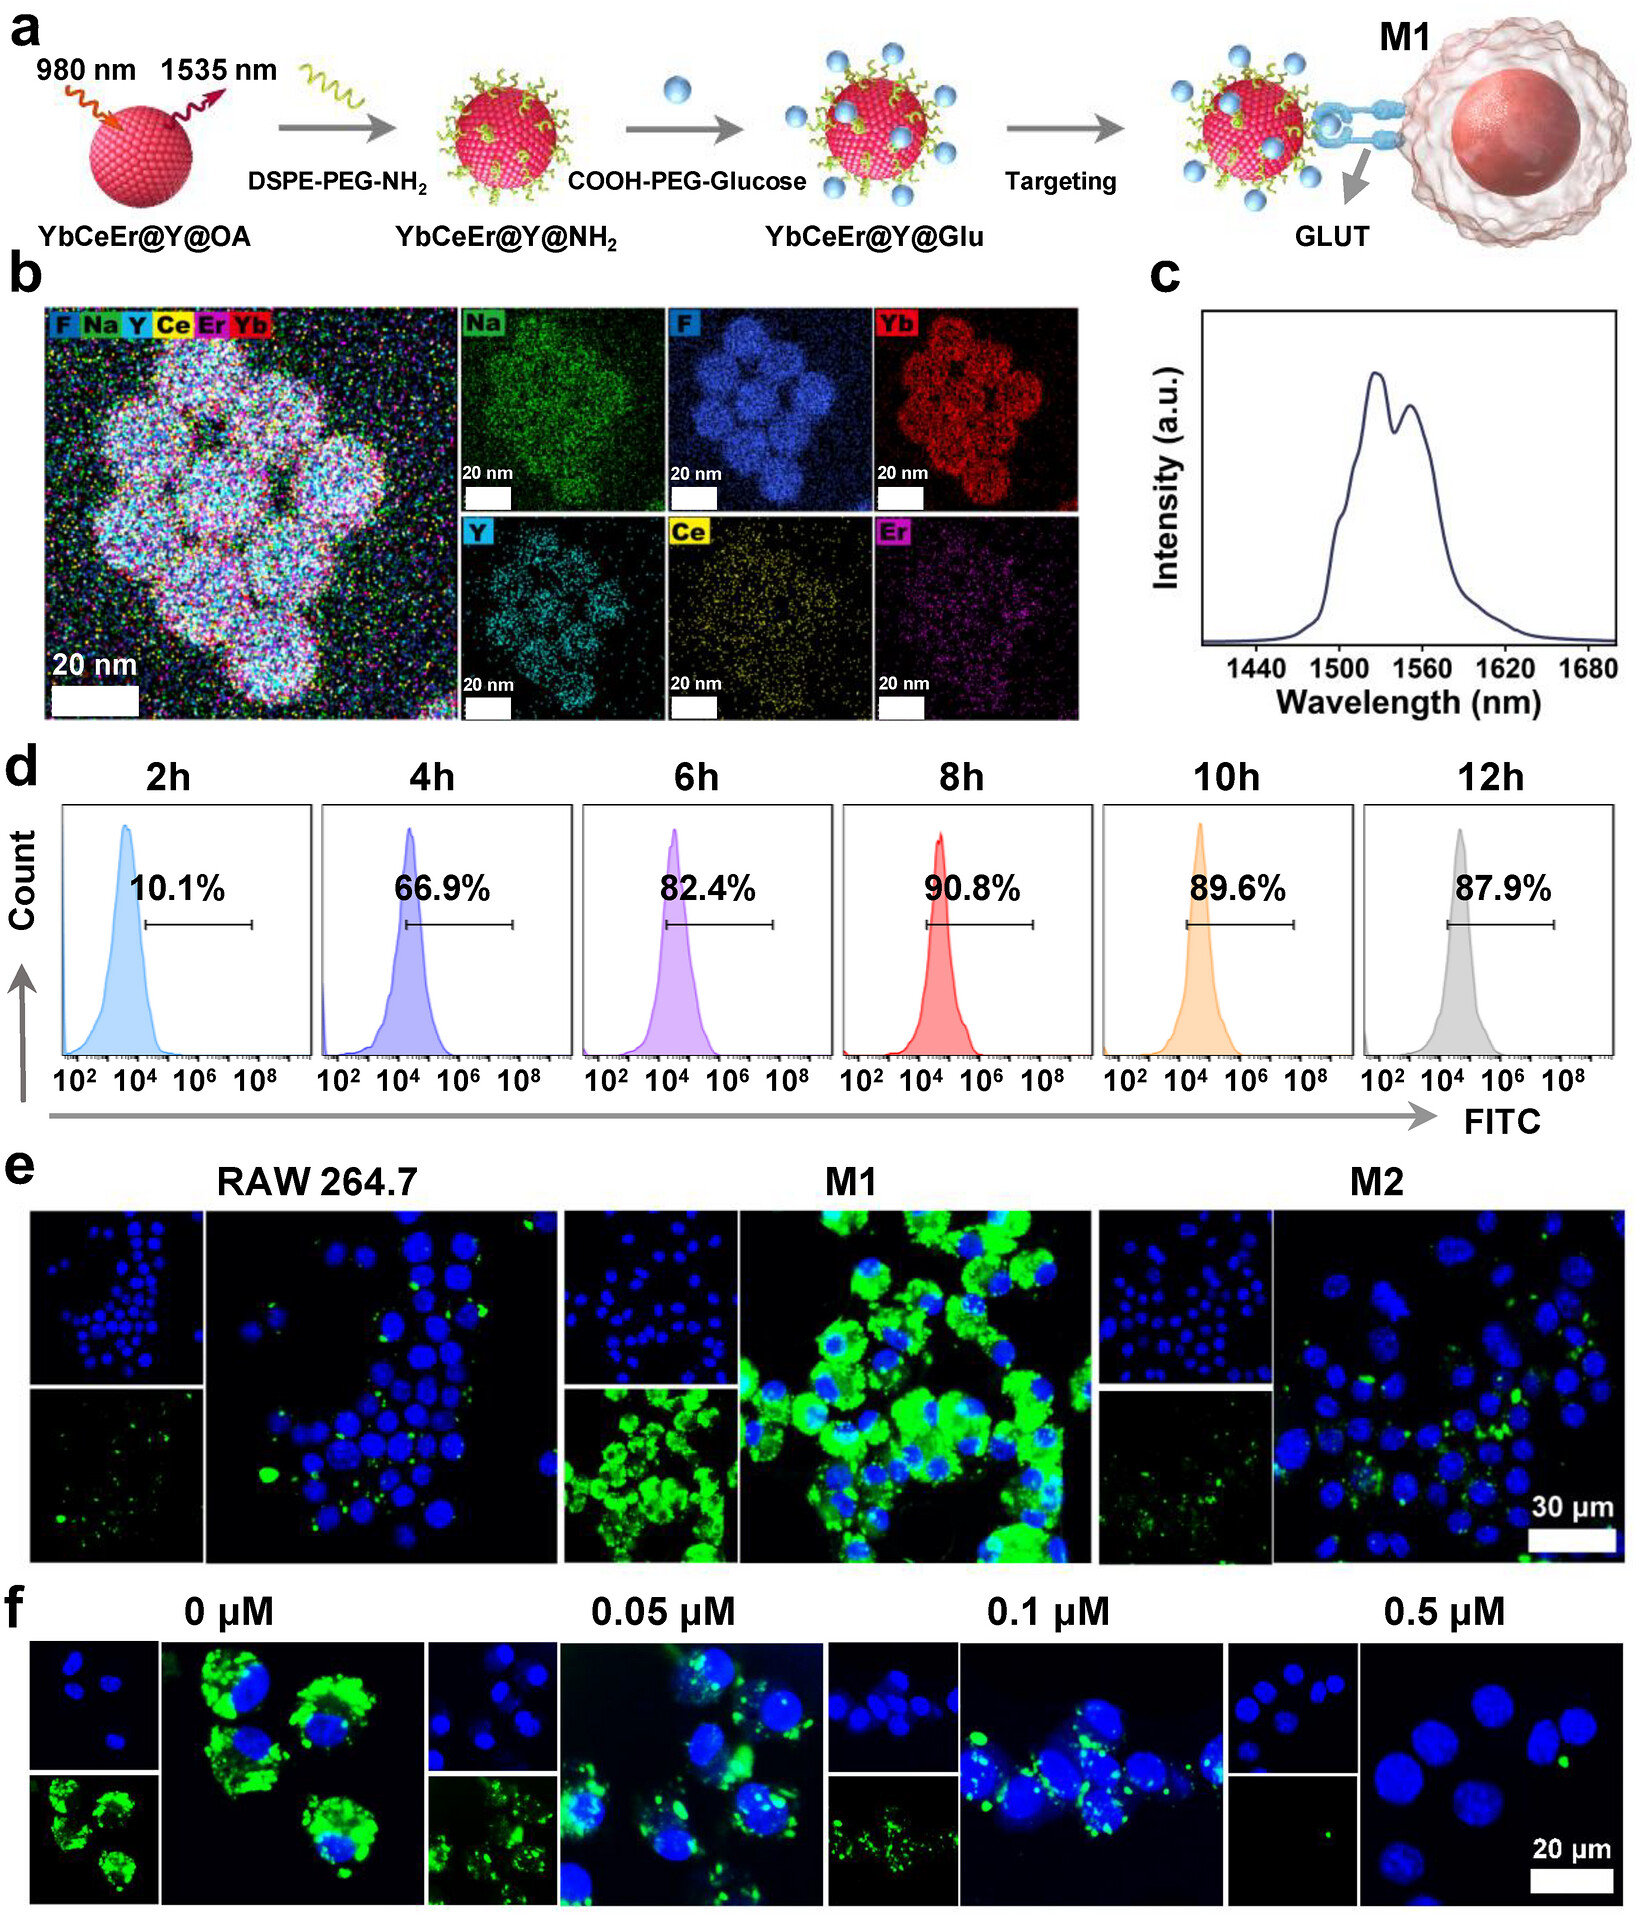 a
980 nm 1535 nm
M1
DSPE-PEG-NH₂ COOH-PEG-Glucose Targeting
YbCeEr@Y@OA YbCeEr@Y@NH₂ YbCeEr@Y@Glu GLUT
b
F Na Y Ce Er Yb
20 nm
Na
20 nm
F
20 nm
Yb
20 nm
Y
20 nm
Ce
20 nm
Er
20 nm
c
Intensity (a.u.)
1440 1500 1560 1620 1680
Wavelength (nm)
d
2h 4h 6h 8h 10h 12h
Count
10.1% 66.9% 82.4% 90.8% 89.6% 87.9%
10² 10⁴ 10⁶ 10⁸ 10² 10⁴ 10⁶ 10⁸ 10² 10⁴ 10⁶ 10⁸ 10² 10⁴ 10⁶ 10⁸ 10² 10⁴ 10⁶ 10⁸ 10² 10⁴ 10⁶ 10⁸
FITC
e
RAW 264.7 M1 M2
30 μm
f
0 μM 0.05 μM 0.1 μM 0.5 μM
20 μm